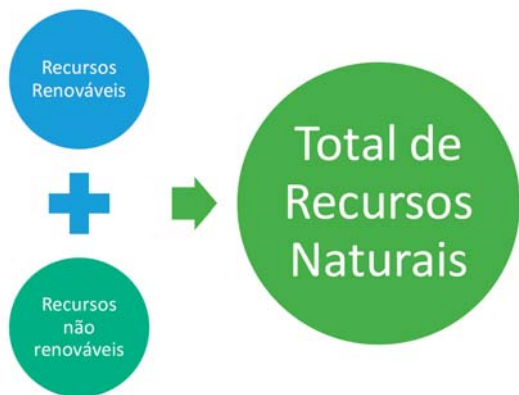 Recursos
Renováveis
Recursos
não
renováveis
Total de
Recursos
Naturais